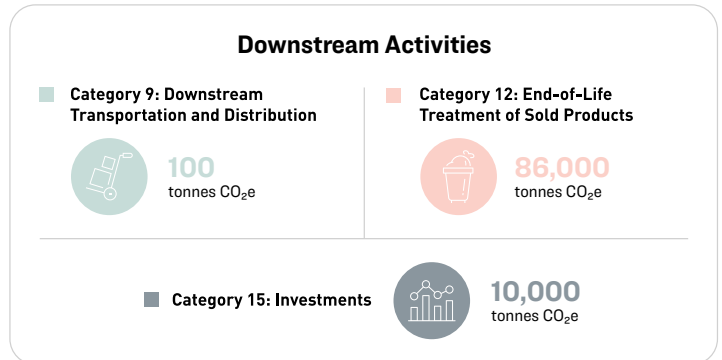 Downstream Activities
Category 9: Downstream
Transportation and Distribution
100
tonnes CO₂e
Category 12: End-of-Life
Treatment of Sold Products
86,000
tonnes CO₂e
Category 15: Investments
10,000
tonnes CO₂e